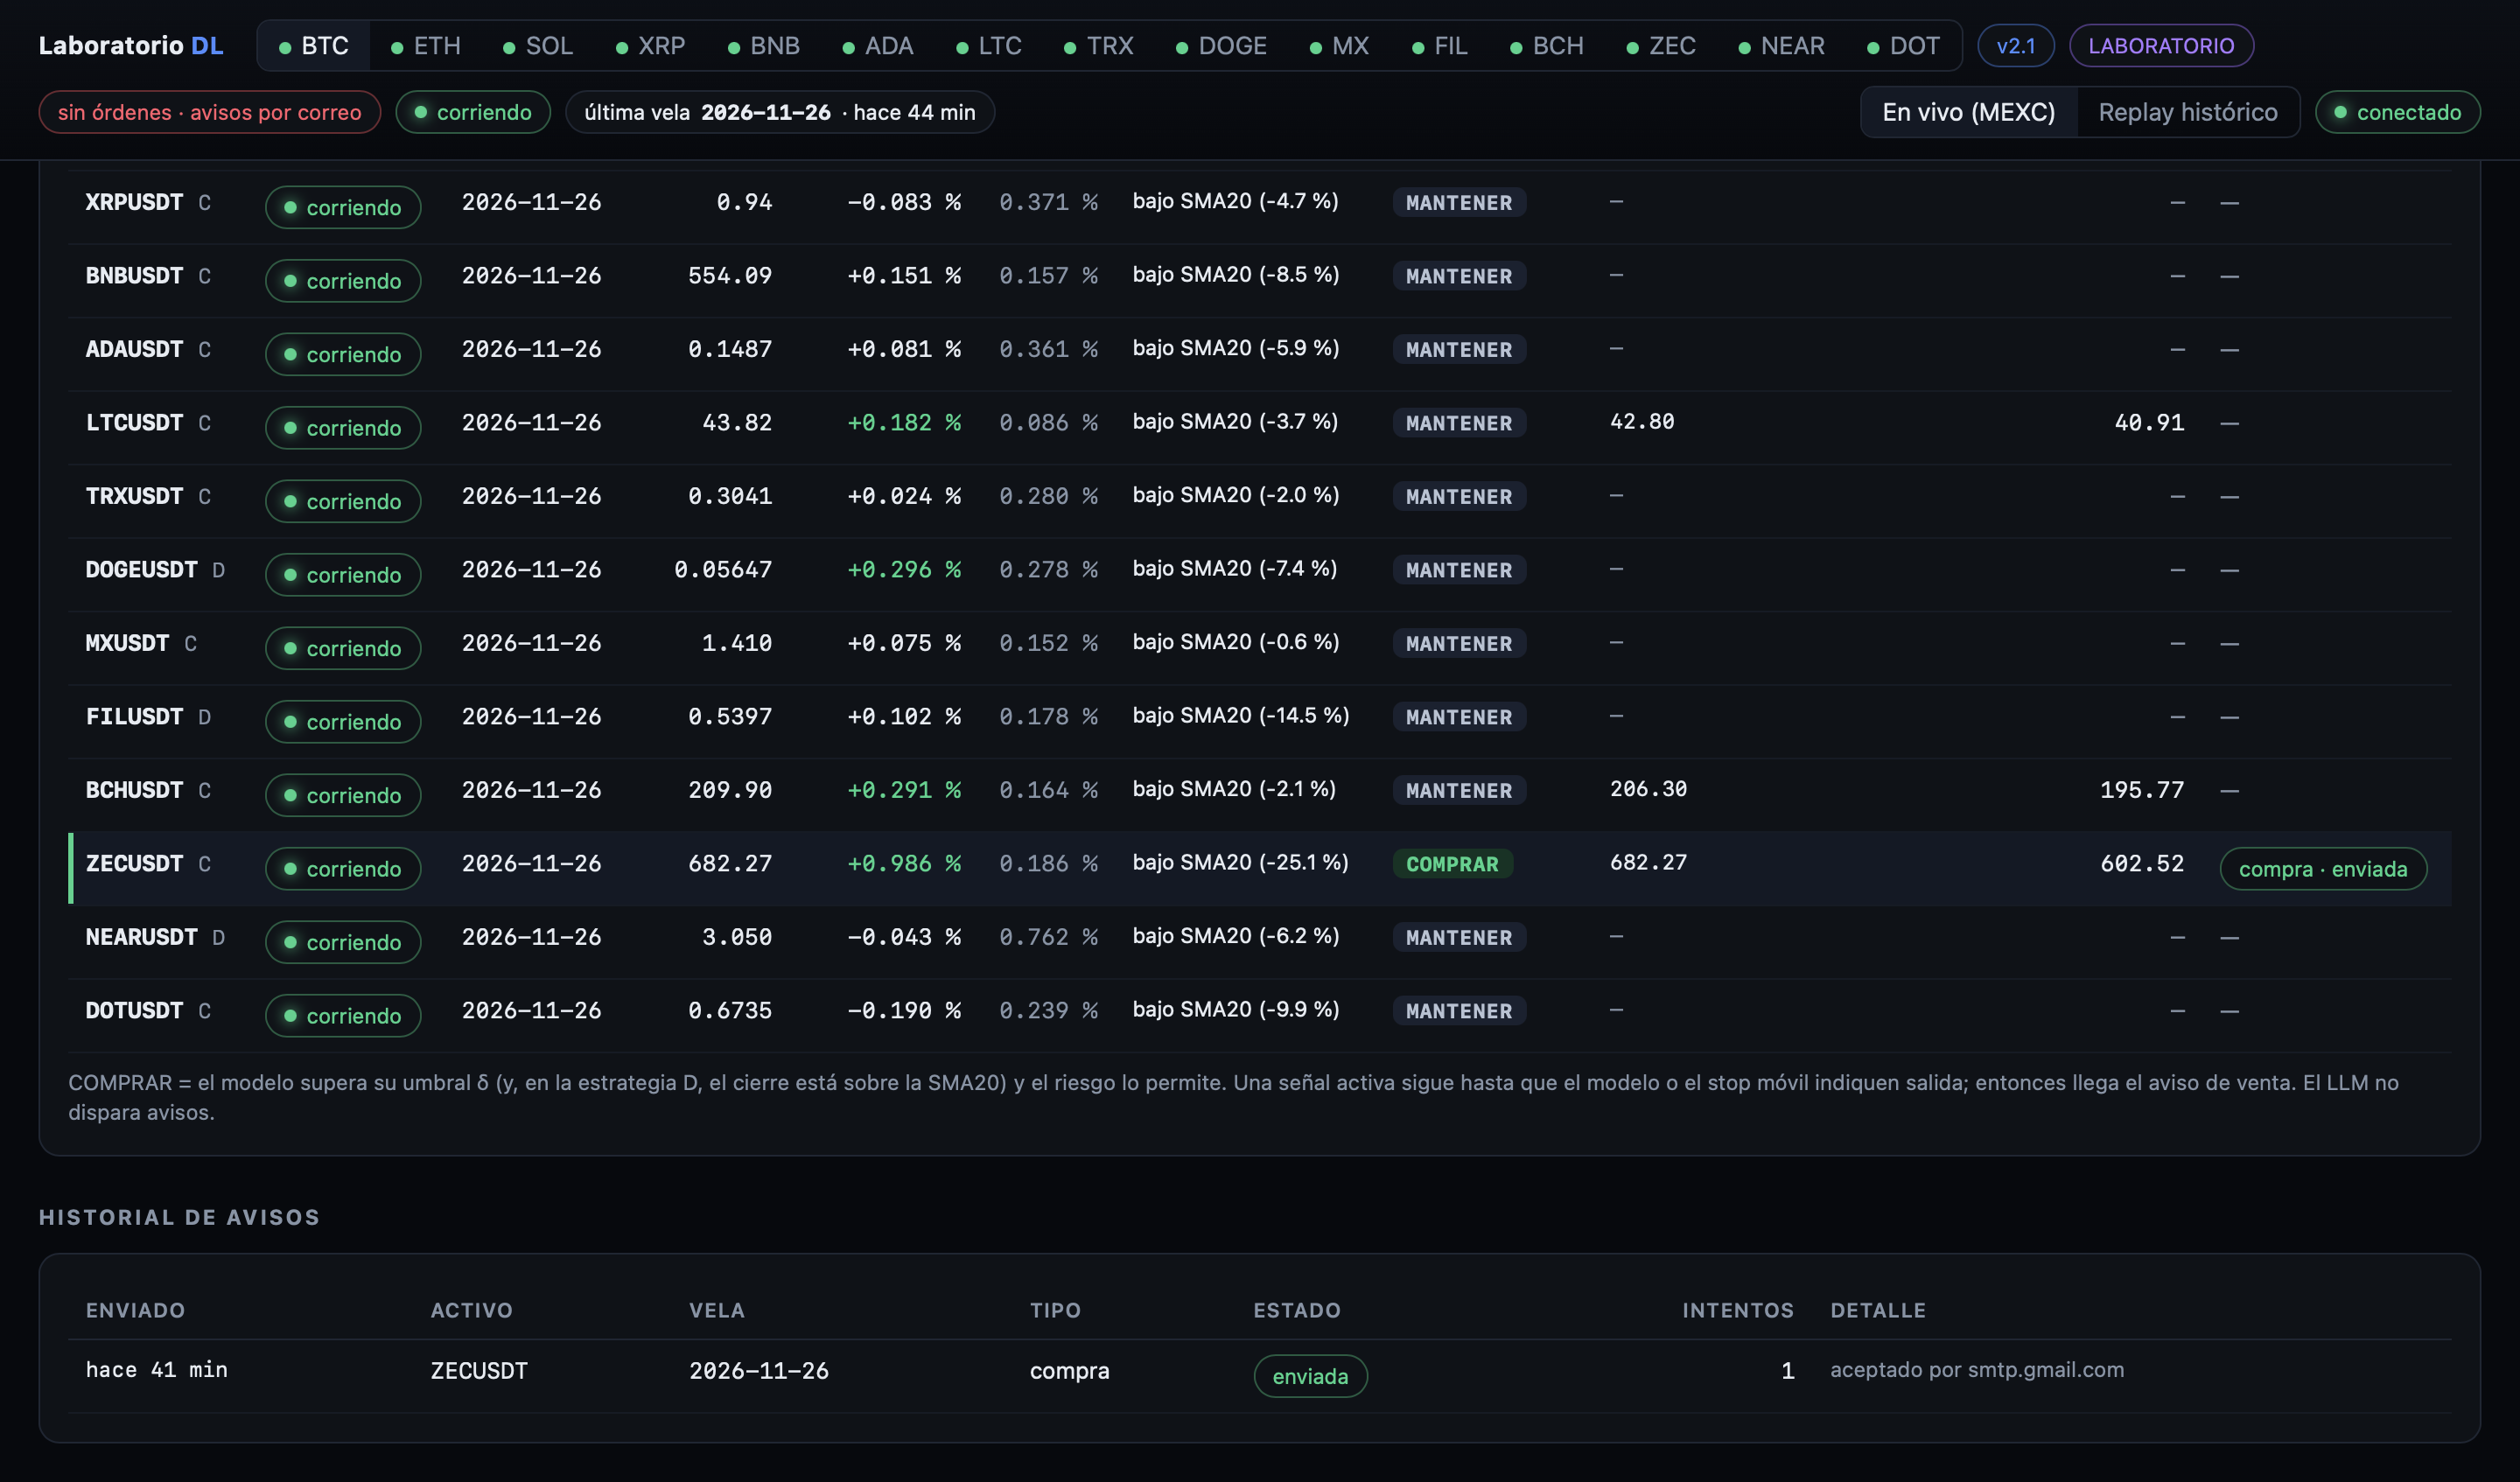 Laboratorio DL BTC ETH SOL XRP BNB ADA LTC TRX DOGE MX FIL BCH ZEC NEAR DOT v2.1 LABORATORIO
sin órdenes · avisos por correo corriendo última vela 2026-11-26 · hace 44 min En vivo (MEXC) Replay histórico conectado
XRPUSDT C corriendo 2026-11-26 0.94 −0.083 % 0.371 % bajo SMA20 (-4.7 %) MANTENER — — —
BNBUSDT C corriendo 2026-11-26 554.09 +0.151 % 0.157 % bajo SMA20 (-8.5 %) MANTENER — — —
ADAUSDT C corriendo 2026-11-26 0.1487 +0.081 % 0.361 % bajo SMA20 (-5.9 %) MANTENER — — —
LTCUSDT C corriendo 2026-11-26 43.82 +0.182 % 0.086 % bajo SMA20 (-3.7 %) MANTENER 42.80 40.91 —
TRXUSDT C corriendo 2026-11-26 0.3041 +0.024 % 0.280 % bajo SMA20 (-2.0 %) MANTENER — — —
DOGEUSDT D corriendo 2026-11-26 0.05647 +0.296 % 0.278 % bajo SMA20 (-7.4 %) MANTENER — — —
MXUSDT C corriendo 2026-11-26 1.410 +0.075 % 0.152 % bajo SMA20 (-0.6 %) MANTENER — — —
FILUSDT D corriendo 2026-11-26 0.5397 +0.102 % 0.178 % bajo SMA20 (-14.5 %) MANTENER — — —
BCHUSDT C corriendo 2026-11-26 209.90 +0.291 % 0.164 % bajo SMA20 (-2.1 %) MANTENER 206.30 195.77 —
ZECUSDT C corriendo 2026-11-26 682.27 +0.986 % 0.186 % bajo SMA20 (-25.1 %) COMPRAR 682.27 602.52 compra · enviada
NEARUSDT D corriendo 2026-11-26 3.050 −0.043 % 0.762 % bajo SMA20 (-6.2 %) MANTENER — — —
DOTUSDT C corriendo 2026-11-26 0.6735 −0.190 % 0.239 % bajo SMA20 (-9.9 %) MANTENER — — —
COMPRAR = el modelo supera su umbral δ (y, en la estrategia D, el cierre está sobre la SMA20) y el riesgo lo permite. Una señal activa sigue hasta que el modelo o el stop móvil indiquen salida; entonces llega el aviso de venta. El LLM no
dispara avisos.
HISTORIAL DE AVISOS
ENVIADO ACTIVO VELA TIPO ESTADO INTENTOS DETALLE
hace 41 min ZECUSDT 2026-11-26 compra enviada 1 aceptado por smtp.gmail.com